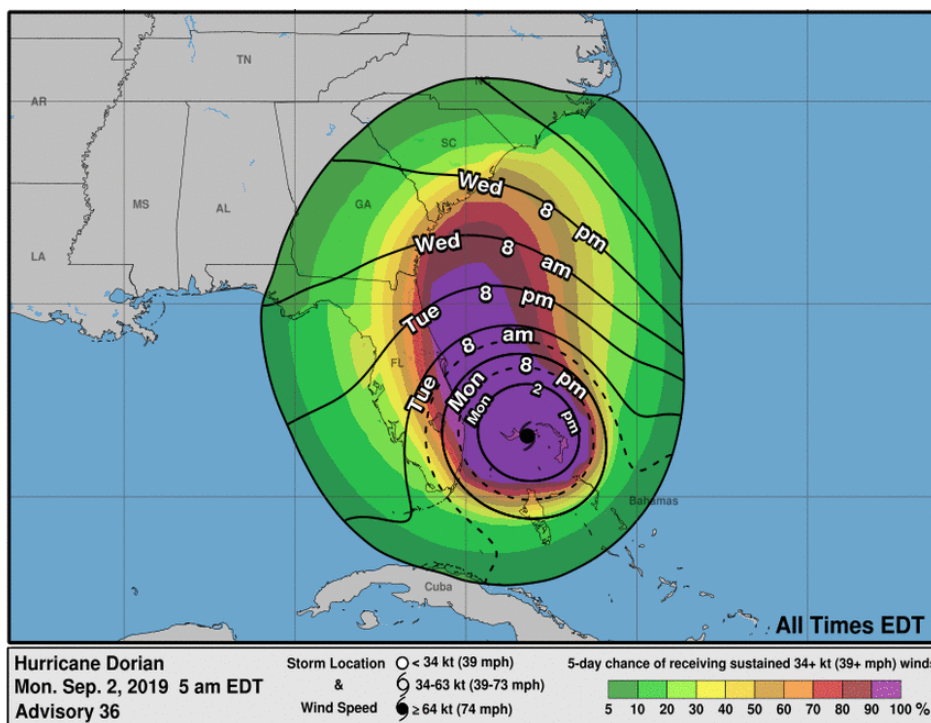 TN
NC
AR
SC
MS
AL
GA
LA
Wed 8 pm
Wed 8 am
Tue 8 pm
FL
Tue 8 am
Mon 8 pm
Mon 2 pm
Bahamas
Cuba
All Times EDT
Hurricane Dorian
Mon. Sep. 2, 2019 5 am EDT
Advisory 36
Storm Location
&
Wind Speed
< 34 kt (39 mph)
34-63 kt (39-73 mph)
≥ 64 kt (74 mph)
5-day chance of receiving sustained 34+ kt (39+ mph) winds
5 10 20 30 40 50 60 70 80 90 100 %